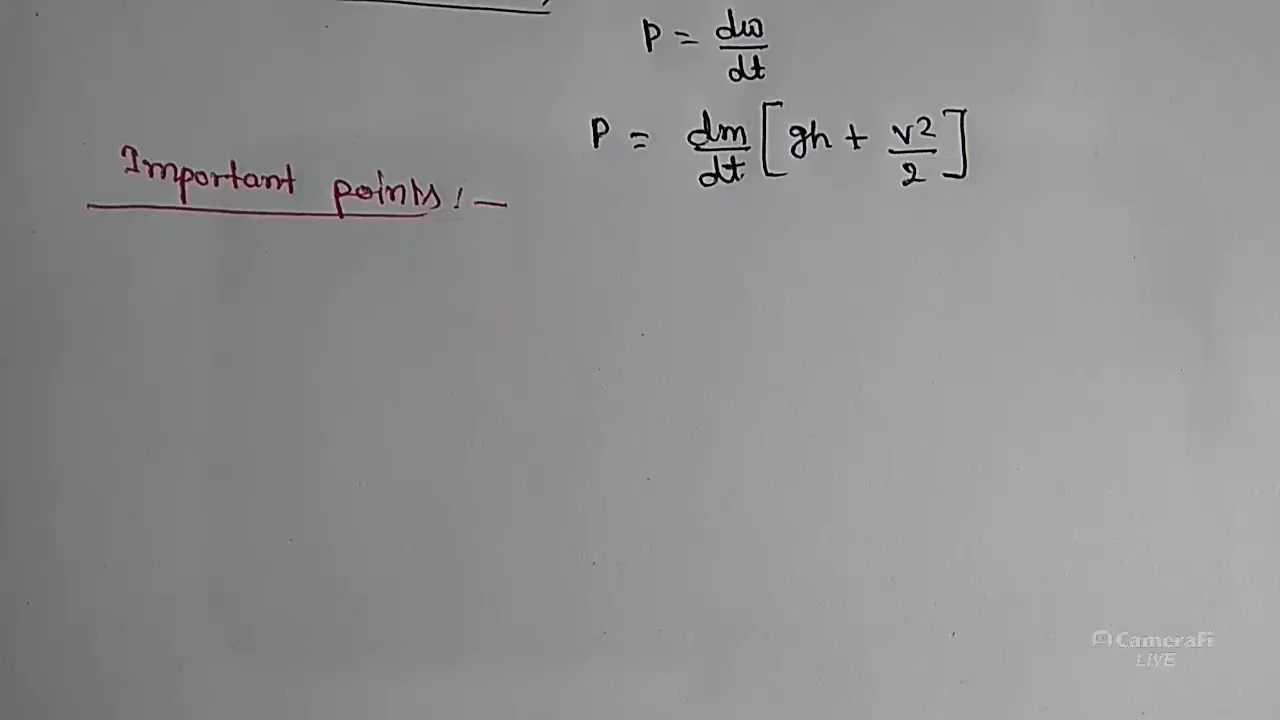 P = dw/dt
P = dm/dt [gh + v2/2]
Important points:-
CameraFi
LIVE